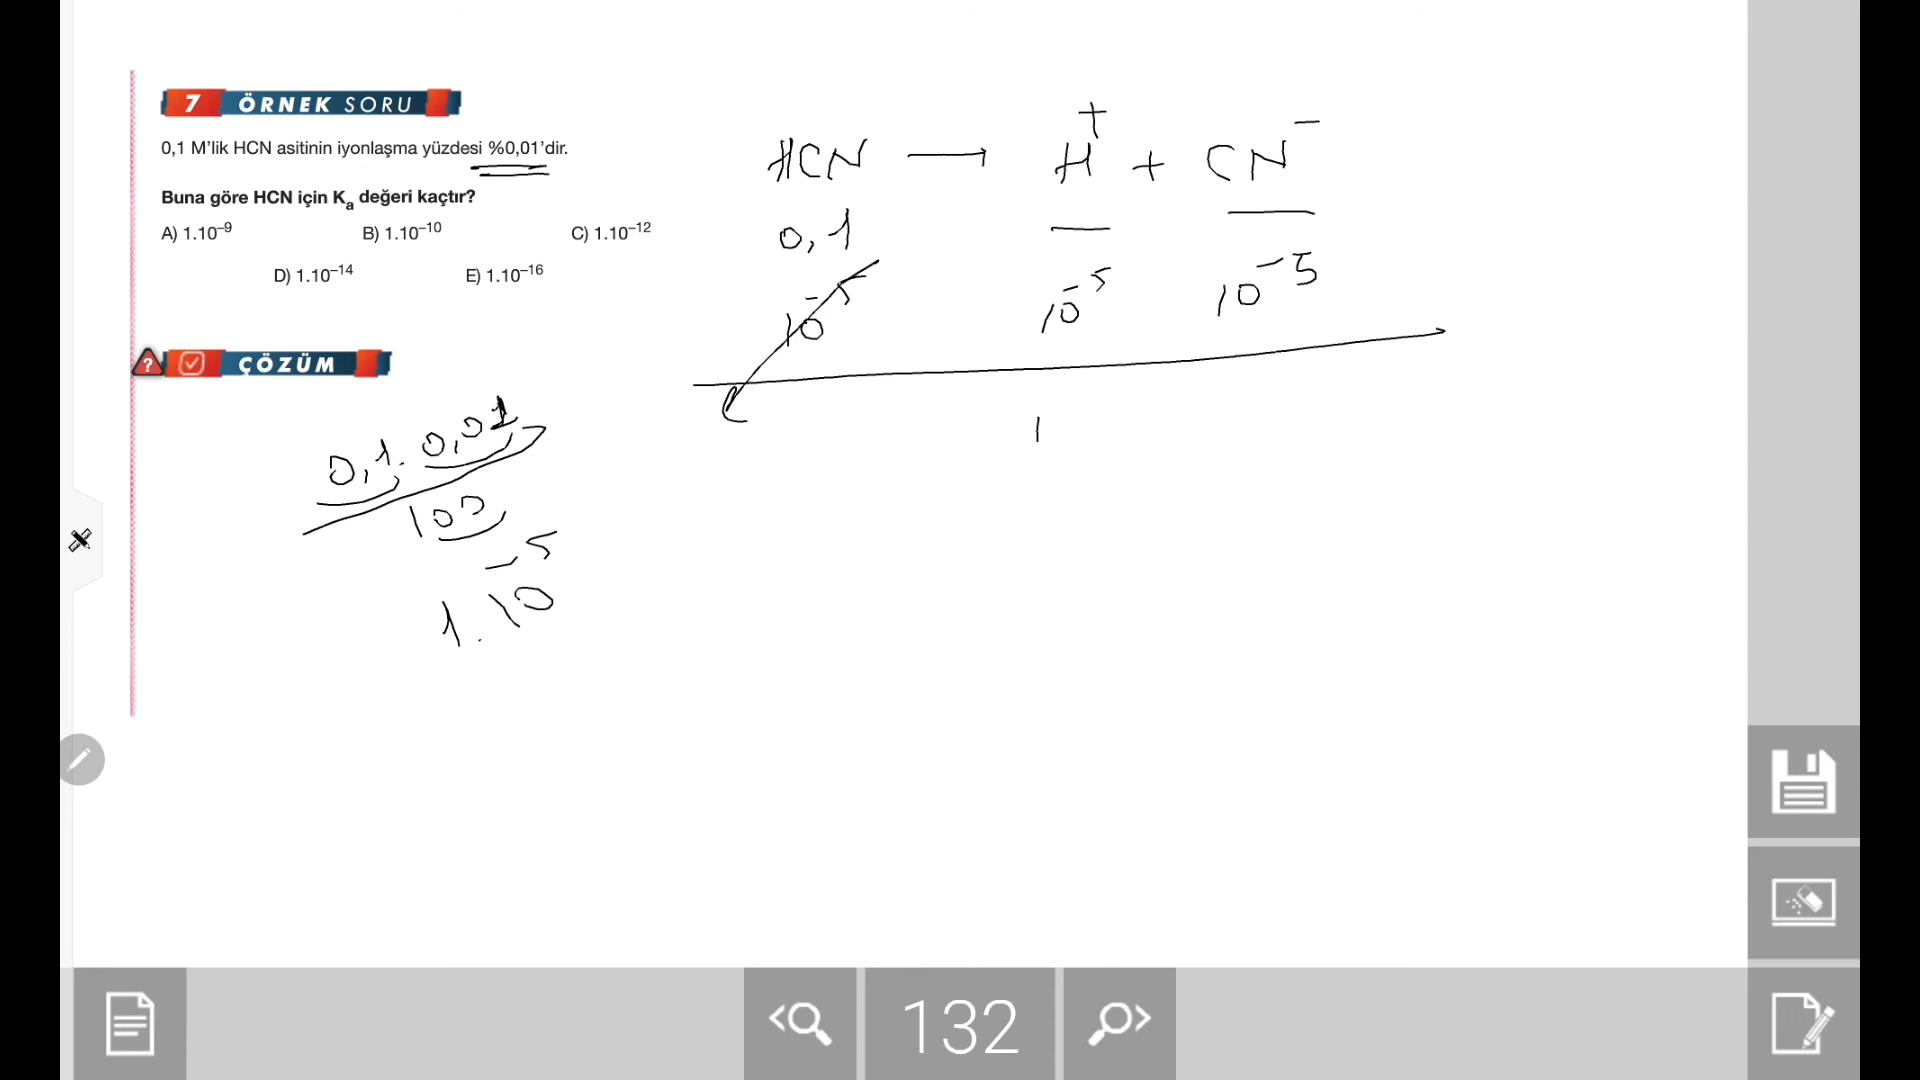 7 ÖRNEK SORU
0,1 M'lik HCN asitinin iyonlaşma yüzdesi %0,01'dir.
Buna göre HCN için Kₐ değeri kaçtır?
A) 1.10⁻⁹ B) 1.10⁻¹⁰ C) 1.10⁻¹²
D) 1.10⁻¹⁴ E) 1.10⁻¹⁶
? ÇÖZÜM
0,1 . 0,01
100
1.10⁻⁵
HCN → H⁺ + CN⁻
0,1
10⁻⁵ 10⁻⁵ 10⁻⁵
1
132